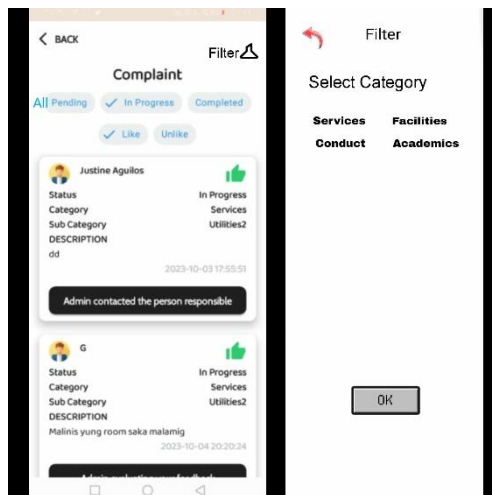 BACK
Filter
Complaint
All Pending In Progress Completed
Like Unlike
Justine Aguilos
Status In Progress
Category Services
Sub Category Utilities2
DESCRIPTION
dd
2023-10-03 17:55:51
Admin contacted the person responsible
G
Status In Progress
Category Services
Sub Category Utilities2
DESCRIPTION
Malinis yung room saka malamig
2023-10-04 20:20:24
Filter
Select Category
Services Facilities
Conduct Academics
OK